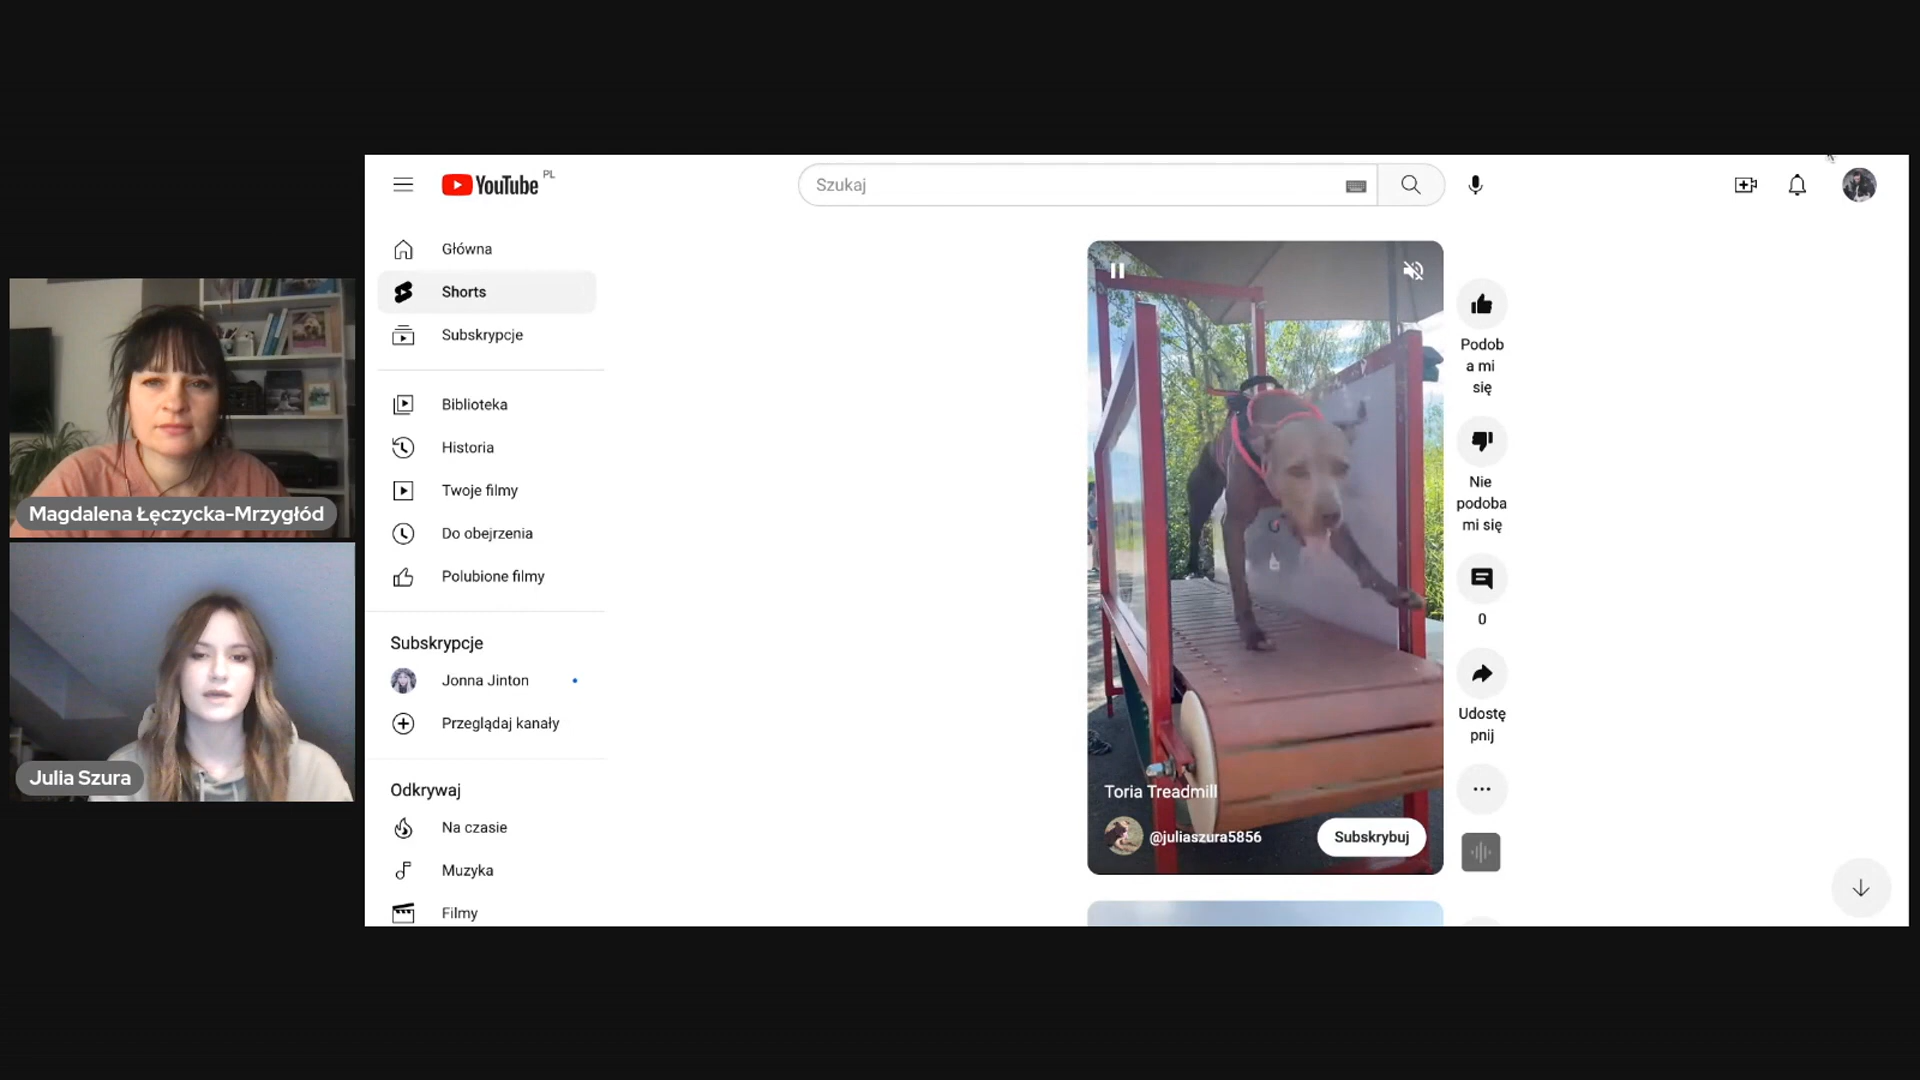 YouTube PL
Szukaj
Główna
Shorts
Subskrypcje
Biblioteka
Historia
Twoje filmy
Do obejrzenia
Polubione filmy
Subskrypcje
Jonna Jinton
Przeglądaj kanały
Odkrywaj
Na czasie
Muzyka
Filmy
Magdalena Łęczycka-Mrzygłód
Julia Szura
Toria Treadmill
@juliaszura5856
Subskrybuj
Podob
a mi
się
Nie
podoba
mi się
0
Udostę
pnij